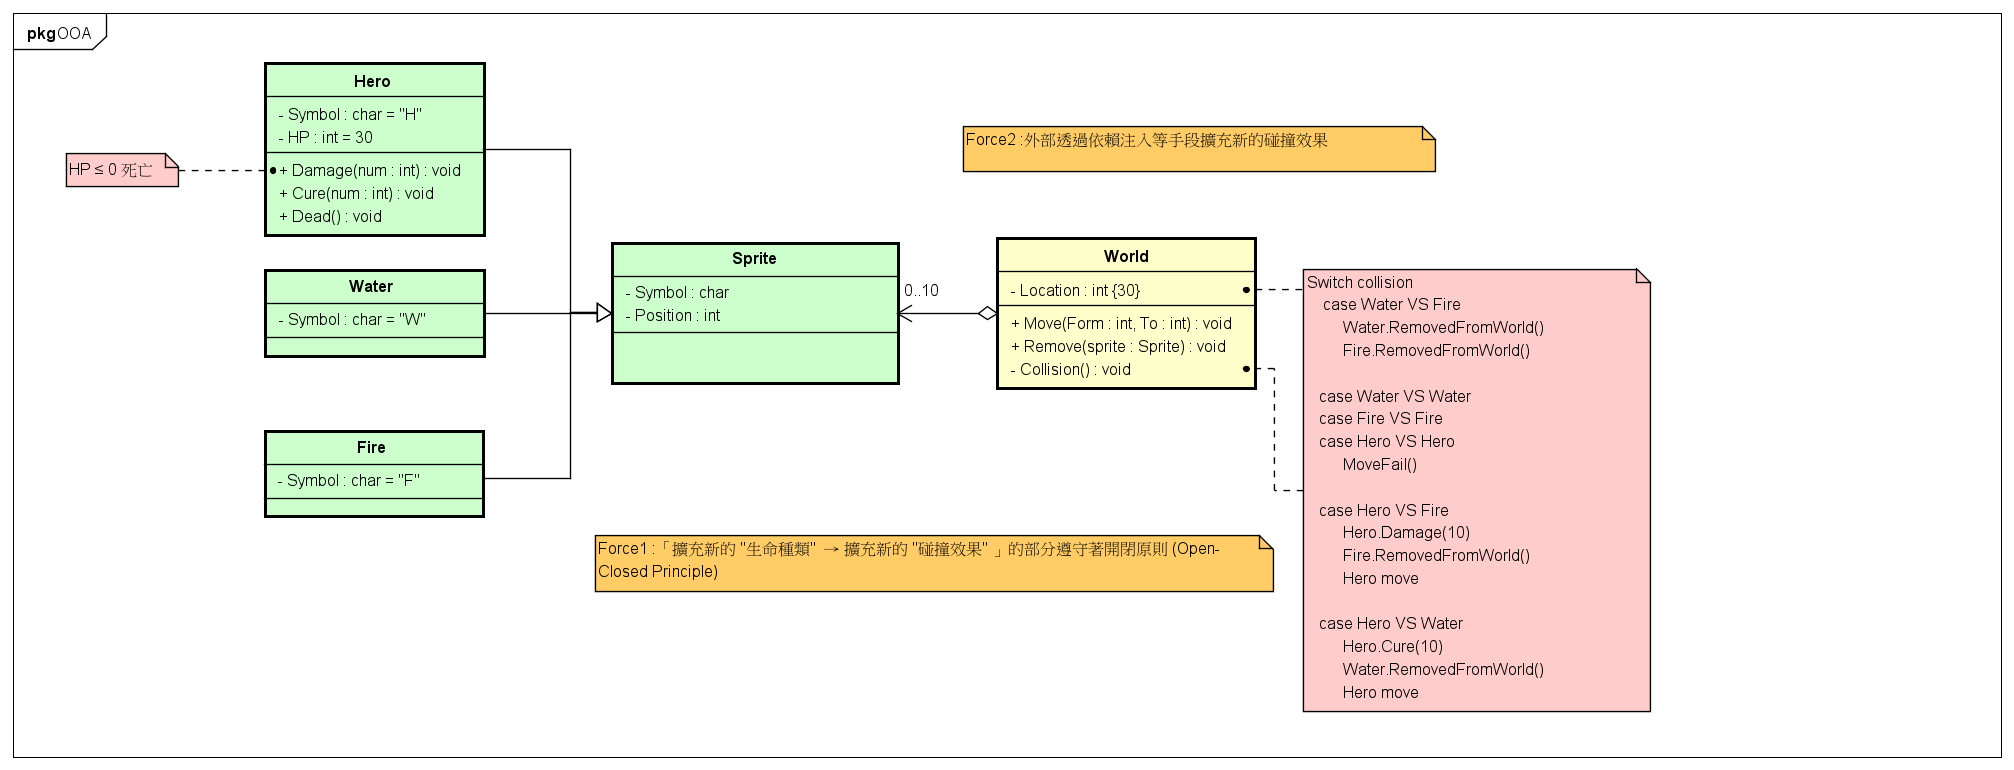 pkgOOA
Hero
- Symbol : char = "H"
- HP : int = 30
+ Damage(num : int) : void
+ Cure(num : int) : void
+ Dead() : void
HP ≤ 0 死亡
Water
- Symbol : char = "W"
Fire
- Symbol : char = "F"
Sprite
- Symbol : char
- Position : int
0..10
Force2 :外部透過依賴注入等手段擴充新的碰撞效果
World
- Location : int {30}
+ Move(Form : int, To : int) : void
+ Remove(sprite : Sprite) : void
- Collision() : void
Force1 :「擴充新的 "生命種類" → 擴充新的 "碰撞效果" 」的部分遵守著開閉原則 (Open-
Closed Principle)
Switch collision
case Water VS Fire
Water.RemovedFromWorld()
Fire.RemovedFromWorld()
case Water VS Water
case Fire VS Fire
case Hero VS Hero
MoveFail()
case Hero VS Fire
Hero.Damage(10)
Fire.RemovedFromWorld()
Hero move
case Hero VS Water
Hero.Cure(10)
Water.RemovedFromWorld()
Hero move